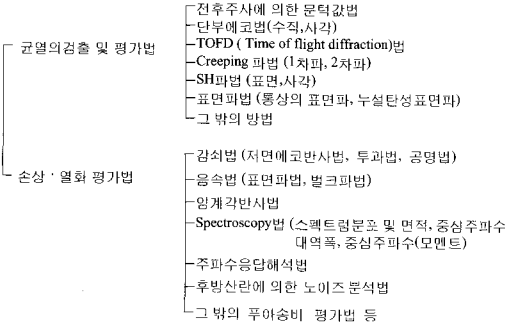 전후주사에 의한 문턱값법
단부에코법(수직,사각)
균열의검출 및 평가법
TOFD ( Time of flight diffraction)법
Creeping 파법 (1차파, 2차파)
SH파법 (표면,사각)
표면파법 (통상의 표면파, 누설탄성표면파)
그 밖의 방법
감쇠법 (저면에코반사법, 투과법, 공명법)
손상 · 열화 평가법
음속법 (표면파법, 벌크파법)
임계각반사법
Spectroscopy법 (스펙트럼분포 및 면적, 중심주파수
대역폭, 중심주파수(모멘트)
주파수응답해석법
후방산란에 의한 노이즈분석법
그 밖의 푸아송비 평가법 등